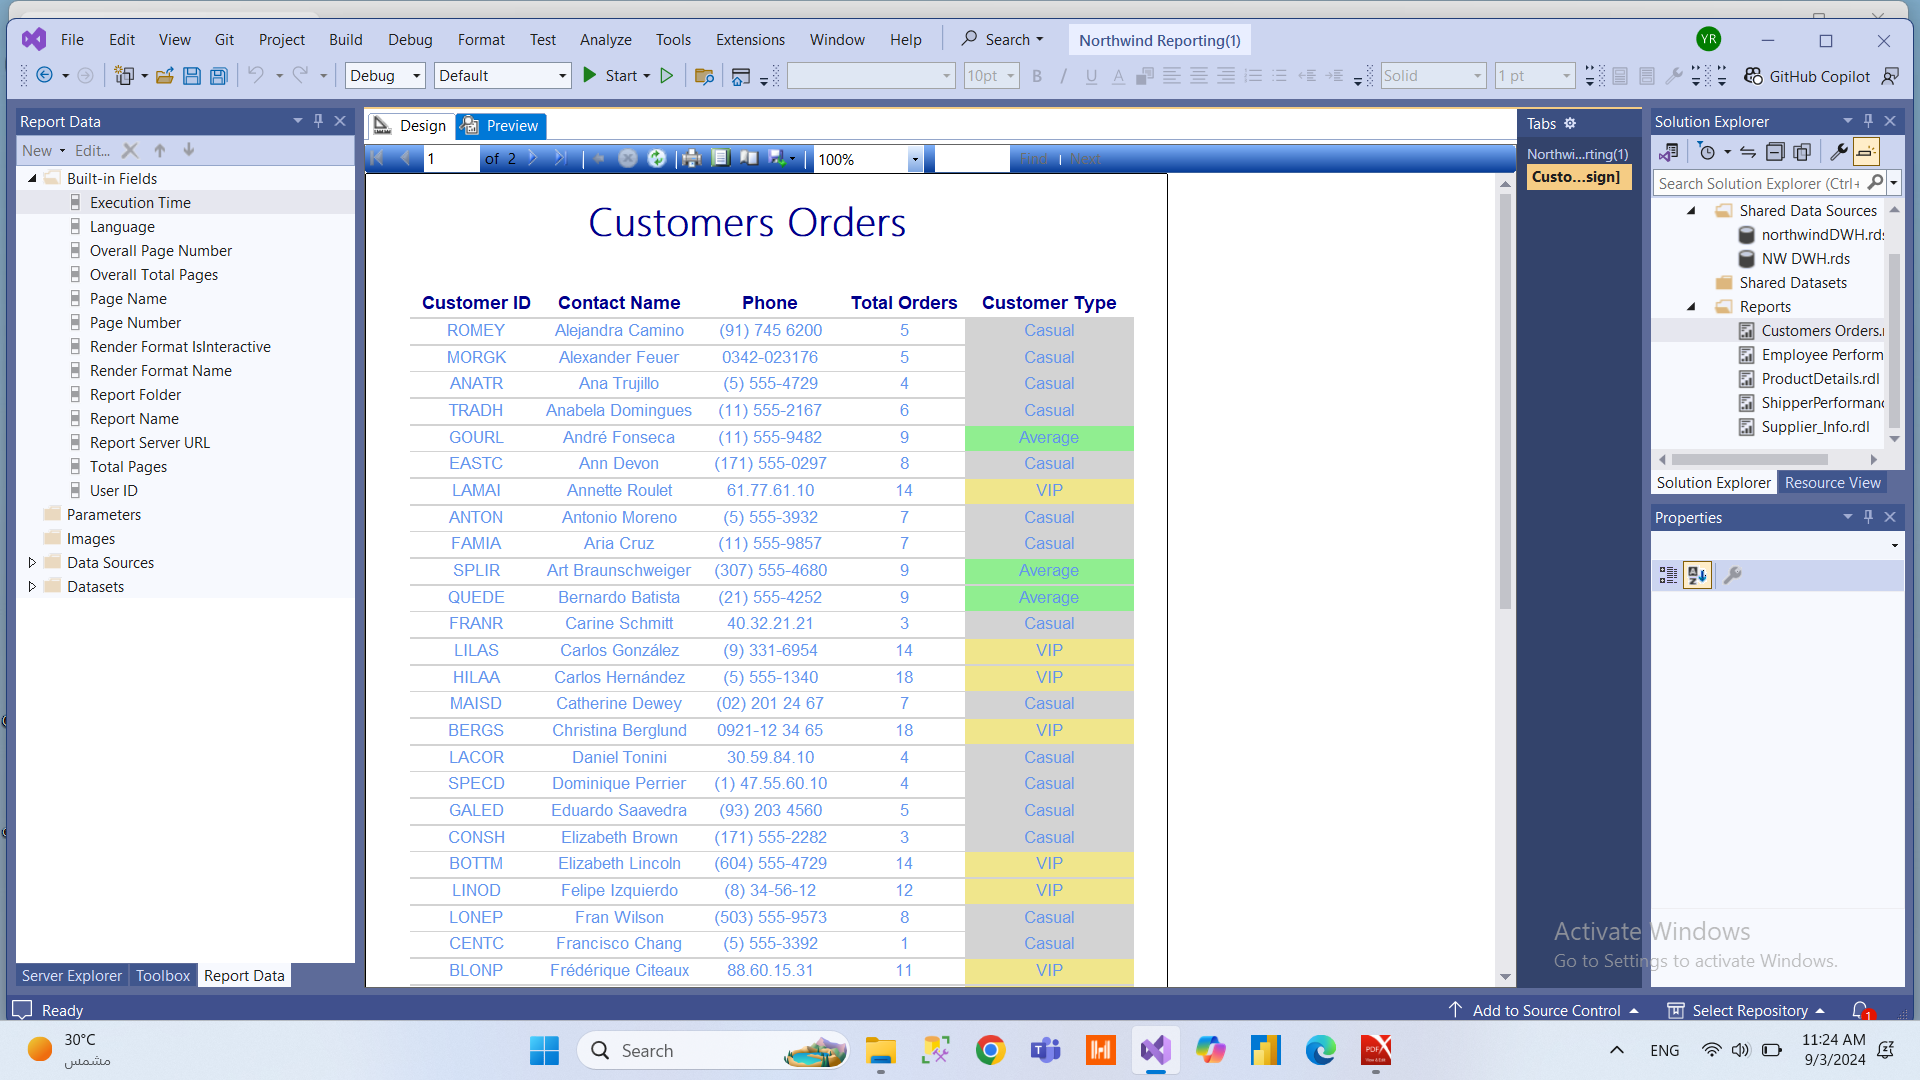 File Edit View Git Project Build Debug Format Test Analyze Tools Extensions Window Help Search Northwind Reporting(1) YR
Debug Default Start 10pt B I U A Solid 1 pt GitHub Copilot
Report Data
New Edit...
Built-in Fields
Execution Time
Language
Overall Page Number
Overall Total Pages
Page Name
Page Number
Render Format IsInteractive
Render Format Name
Report Folder
Report Name
Report Server URL
Total Pages
User ID
Parameters
Images
Data Sources
Datasets
Server Explorer Toolbox Report Data
Design Preview
1 of 2 100% Find | Next
Customers Orders
Customer ID Contact Name Phone Total Orders Customer Type
ROMEY Alejandra Camino (91) 745 6200 5 Casual
MORGK Alexander Feuer 0342-023176 5 Casual
ANATR Ana Trujillo (5) 555-4729 4 Casual
TRADH Anabela Domingues (11) 555-2167 6 Casual
GOURL André Fonseca (11) 555-9482 9 Average
EASTC Ann Devon (171) 555-0297 8 Casual
LAMAI Annette Roulet 61.77.61.10 14 VIP
ANTON Antonio Moreno (5) 555-3932 7 Casual
FAMIA Aria Cruz (11) 555-9857 7 Casual
SPLIR Art Braunschweiger (307) 555-4680 9 Average
QUEDE Bernardo Batista (21) 555-4252 9 Average
FRANR Carine Schmitt 40.32.21.21 3 Casual
LILAS Carlos González (9) 331-6954 14 VIP
HILAA Carlos Hernández (5) 555-1340 18 VIP
MAISD Catherine Dewey (02) 201 24 67 7 Casual
BERGS Christina Berglund 0921-12 34 65 18 VIP
LACOR Daniel Tonini 30.59.84.10 4 Casual
SPECD Dominique Perrier (1) 47.55.60.10 4 Casual
GALED Eduardo Saavedra (93) 203 4560 5 Casual
CONSH Elizabeth Brown (171) 555-2282 3 Casual
BOTTM Elizabeth Lincoln (604) 555-4729 14 VIP
LINOD Felipe Izquierdo (8) 34-56-12 12 VIP
LONEP Fran Wilson (503) 555-9573 8 Casual
CENTC Francisco Chang (5) 555-3392 1 Casual
BLONP Frédérique Citeaux 88.60.15.31 11 VIP
Tabs
Northwi...rting(1)
Custo...sign]
Solution Explorer
Search Solution Explorer (Ctrl+
Shared Data Sources
northwindDWH.rds
NW DWH.rds
Shared Datasets
Reports
Customers Orders.r
Employee Perform
ProductDetails.rdl
ShipperPerformanc
Supplier_Info.rdl
Solution Explorer Resource View
Properties
Activate Windows
Go to Settings to activate Windows.
Ready Add to Source Control Select Repository 1
30°C
مشمس
Search
ENG
11:24 AM
9/3/2024